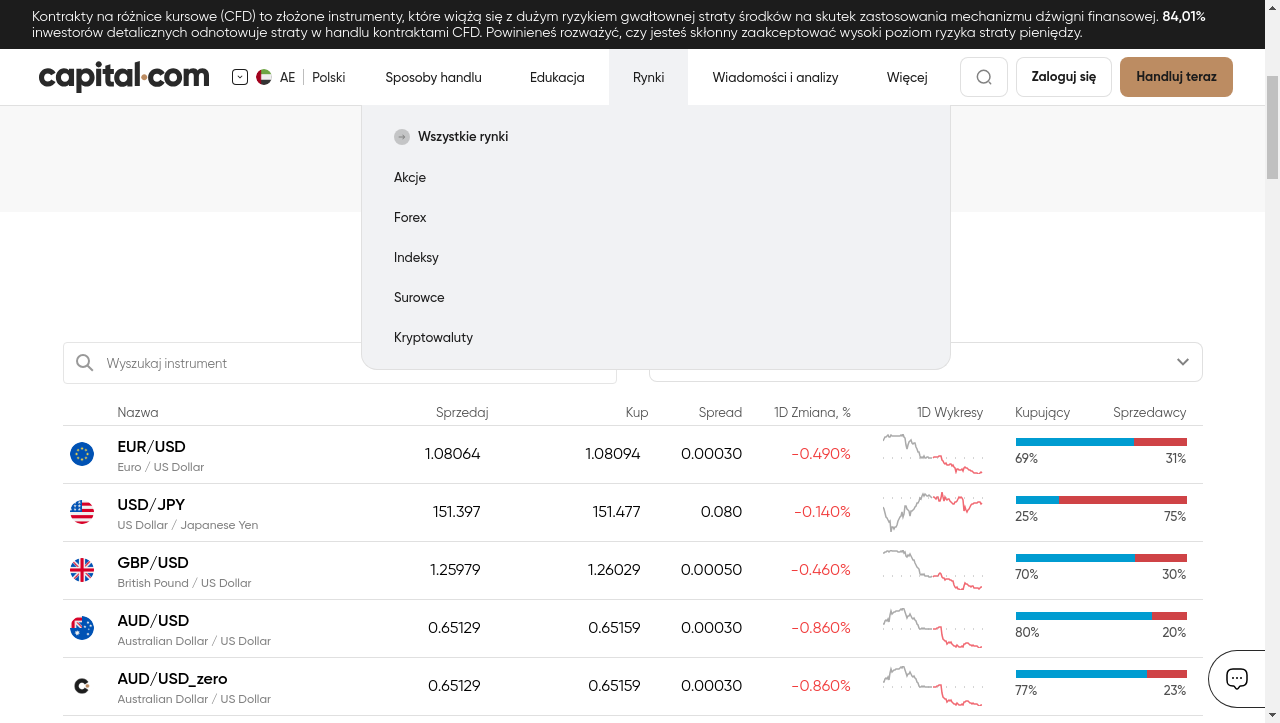 Kontrakty na różnice kursowe (CFD) to złożone instrumenty, które wiążą się z dużym ryzykiem gwałtownej straty środków na skutek zastosowania mechanizmu dźwigni finansowej. 84,01%
inwestorów detalicznych odnotowuje straty w handlu kontraktami CFD. Powinieneś rozważyć, czy jesteś skłonny zaakceptować wysoki poziom ryzyka straty pieniędzy.
capital.com AE Polski Sposoby handlu Edukacja Rynki Wiadomości i analizy Więcej Zaloguj się Handluj teraz
Wszystkie rynki
Akcje
Forex
Indeksy
Surowce
Kryptowaluty
Wyszukaj instrument
Nazwa Sprzedaj Kup Spread 1D Zmiana, % 1D Wykresy Kupujący Sprzedawcy
EUR/USD 1.08064 1.08094 0.00030 -0.490%
Euro / US Dollar 69% 31%
USD/JPY 151.397 151.477 0.080 -0.140%
US Dollar / Japanese Yen 25% 75%
GBP/USD 1.25979 1.26029 0.00050 -0.460%
British Pound / US Dollar 70% 30%
AUD/USD 0.65129 0.65159 0.00030 -0.860%
Australian Dollar / US Dollar 80% 20%
AUD/USD_zero 0.65129 0.65159 0.00030 -0.860%
Australian Dollar / US Dollar 77% 23%